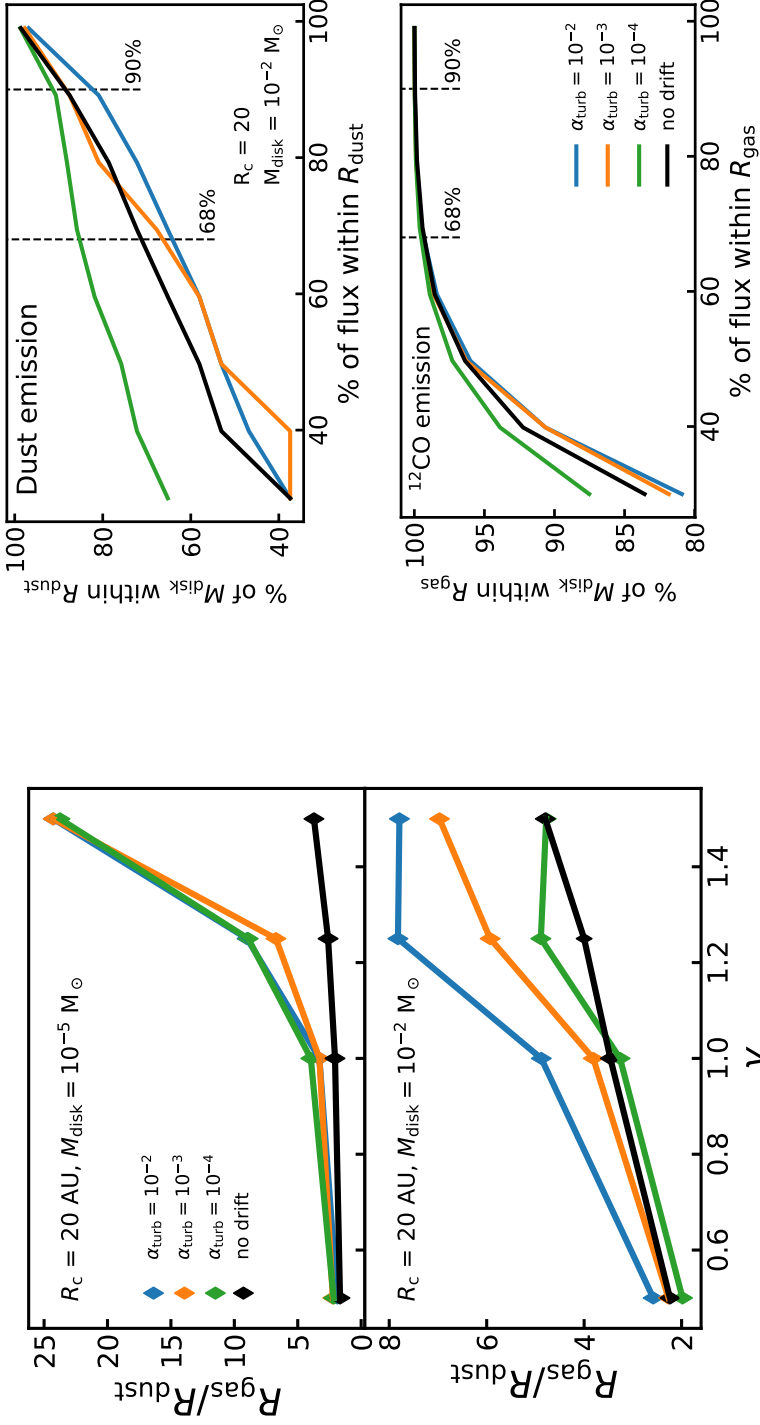 R_gas/R_dust
25
20
15
10
5
0
R_c = 20 AU, M_disk = 10^−5 M_⊙
α_turb = 10^−2
α_turb = 10^−3
α_turb = 10^−4
no drift
R_gas/R_dust
8
6
4
2
R_c = 20 AU, M_disk = 10^−2 M_⊙
0.6 0.8 1.0 1.2 1.4
γ
% of M_disk within R_dust
100
80
60
40
Dust emission
68%
90%
R_c = 20
M_disk = 10^−2 M_⊙
40 60 80 100
% of flux within R_dust
% of M_disk within R_gas
100
95
90
85
80
^12CO emission
68%
90%
α_turb = 10^−2
α_turb = 10^−3
α_turb = 10^−4
no drift
40 60 80 100
% of flux within R_gas